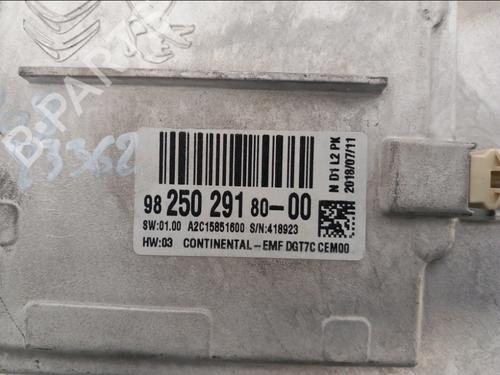 B-PARTS
98 250 291 80-00
SW:01.00 A2C15851600 S/N:418923
HW:03 CONTINENTAL-EMF DGT7C CEM00
N D1 L2 PK
2018/07/11